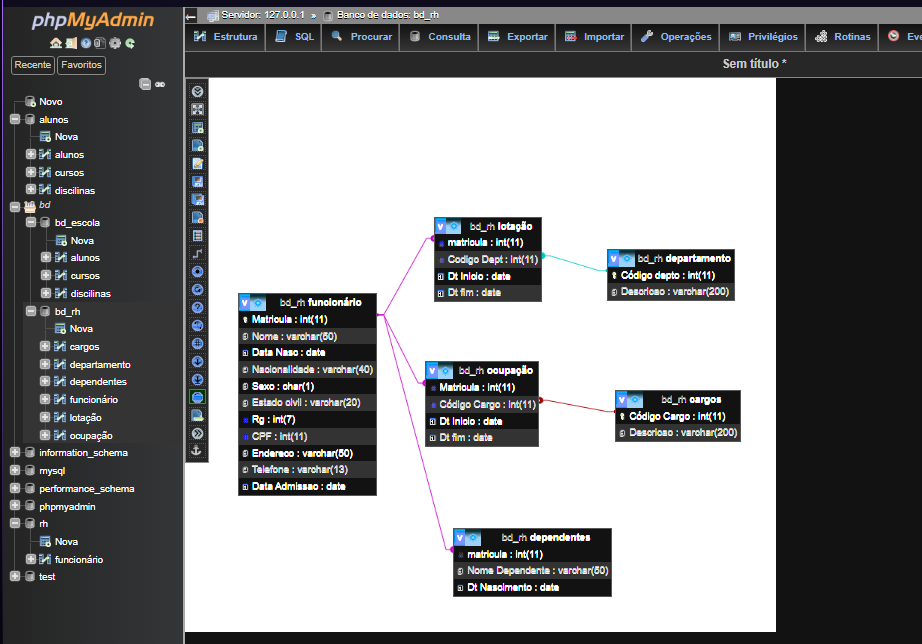 phpMyAdmin
Recente Favoritos
Novo
alunos
Nova
alunos
cursos
discilinas
bd
bd_escola
Nova
alunos
cursos
discilinas
bd_rh
Nova
cargos
departamento
dependentes
funcionário
lotação
ocupação
information_schema
mysql
performance_schema
phpmyadmin
rh
Nova
funcionário
test
Servidor: 127.0.0.1 » Banco de dados: bd_rh
Estrutura SQL Procurar Consulta Exportar Importar Operações Privilégios Rotinas Eve
Sem título *
bd_rh lotação
matricula : int(11)
Codigo Dept : int(11)
Dt Inicio : date
Dt fim : date
bd_rh departamento
Código depto : int(11)
Descricao : varchar(200)
bd_rh funcionário
Matricula : int(11)
Nome : varchar(50)
Data Nasc : date
Nacionalidade : varchar(40)
Sexo : char(1)
Estado civil : varchar(20)
Rg : int(7)
CPF : int(11)
Endereco : varchar(50)
Telefone : varchar(13)
Data Admissao : date
bd_rh ocupação
Matricula : int(11)
Código Cargo : int(11)
Dt Inicio : date
Dt fim : date
bd_rh cargos
Código Cargo : int(11)
Descricao : varchar(200)
bd_rh dependentes
matricula : int(11)
Nome Dependente : varchar(50)
Dt Nascimento : date